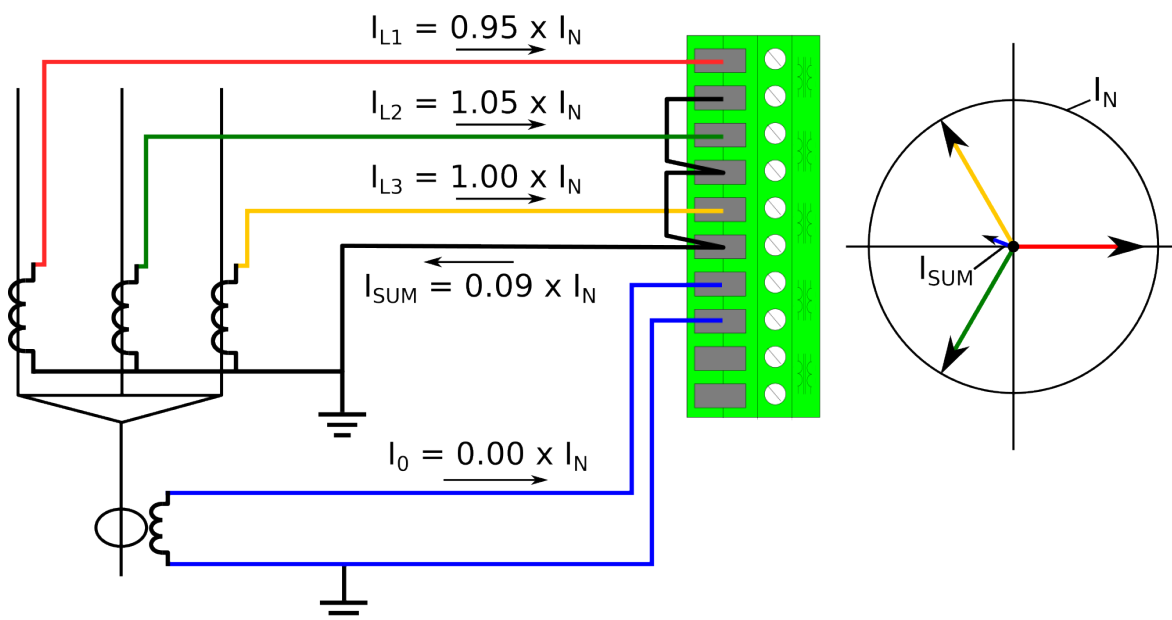 I_L1 = 0.95 x I_N
I_L2 = 1.05 x I_N
I_L3 = 1.00 x I_N
I_SUM = 0.09 x I_N
I_0 = 0.00 x I_N
I_N
I_SUM